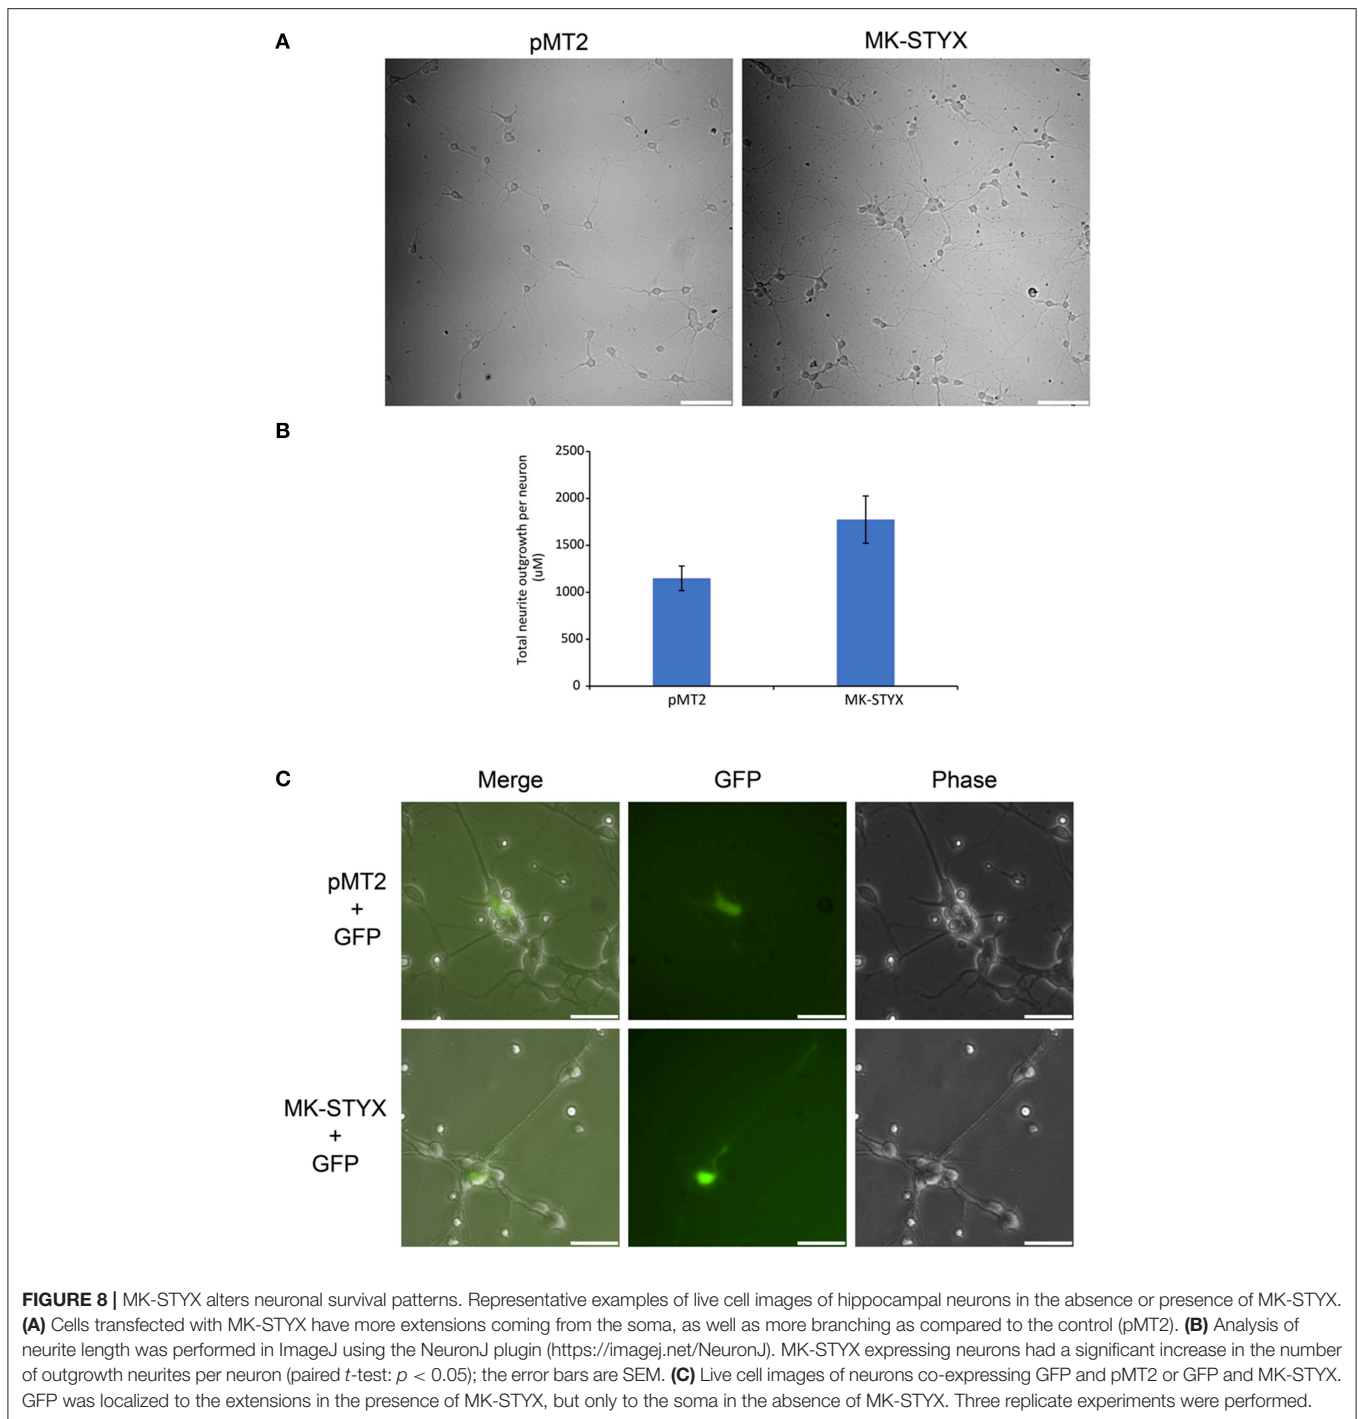 A
pMT2
MK-STYX
B
Total neurite outgrowth per neuron
(uM)
2500
2000
1500
1000
500
0
pMT2
MK-STYX
C
Merge
GFP
Phase
pMT2
+
GFP
MK-STYX
+
GFP
FIGURE 8 | MK-STYX alters neuronal survival patterns. Representative examples of live cell images of hippocampal neurons in the absence or presence of MK-STYX.
(A) Cells transfected with MK-STYX have more extensions coming from the soma, as well as more branching as compared to the control (pMT2). (B) Analysis of
neurite length was performed in ImageJ using the NeuronJ plugin (https://imagej.net/NeuronJ). MK-STYX expressing neurons had a significant increase in the number
of outgrowth neurites per neuron (paired t-test: p < 0.05); the error bars are SEM. (C) Live cell images of neurons co-expressing GFP and pMT2 or GFP and MK-STYX.
GFP was localized to the extensions in the presence of MK-STYX, but only to the soma in the absence of MK-STYX. Three replicate experiments were performed.